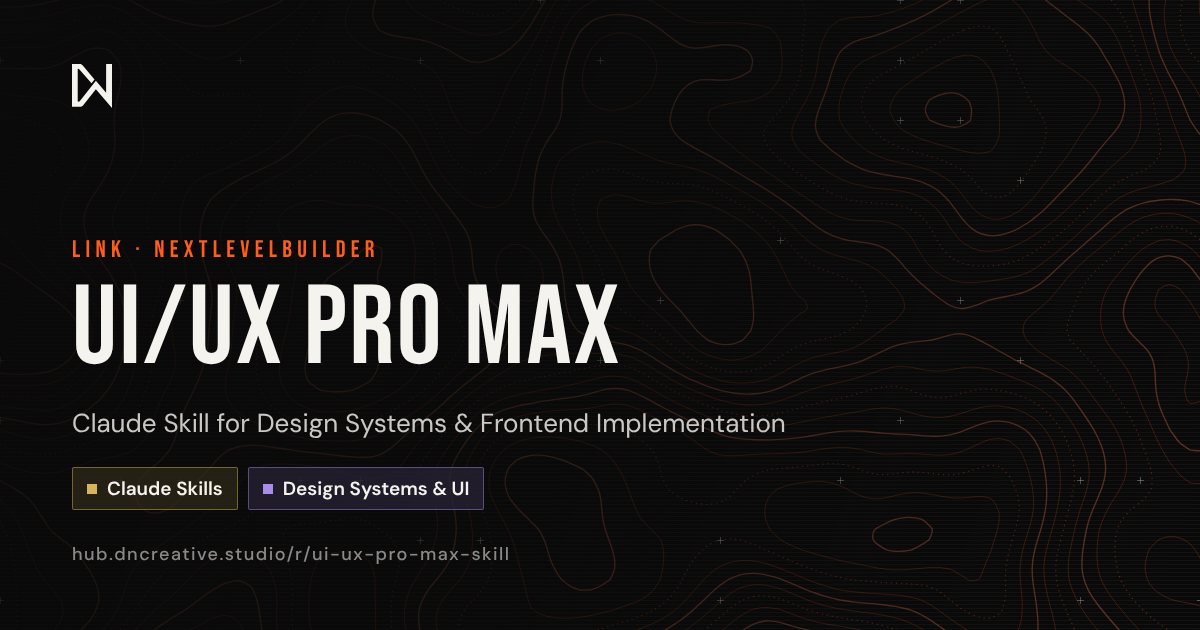 LINK · NEXTLEVELBUILDER
UI/UX PRO MAX
Claude Skill for Design Systems & Frontend Implementation
Claude Skills
Design Systems & UI
hub.dncreative.studio/r/ui-ux-pro-max-skill